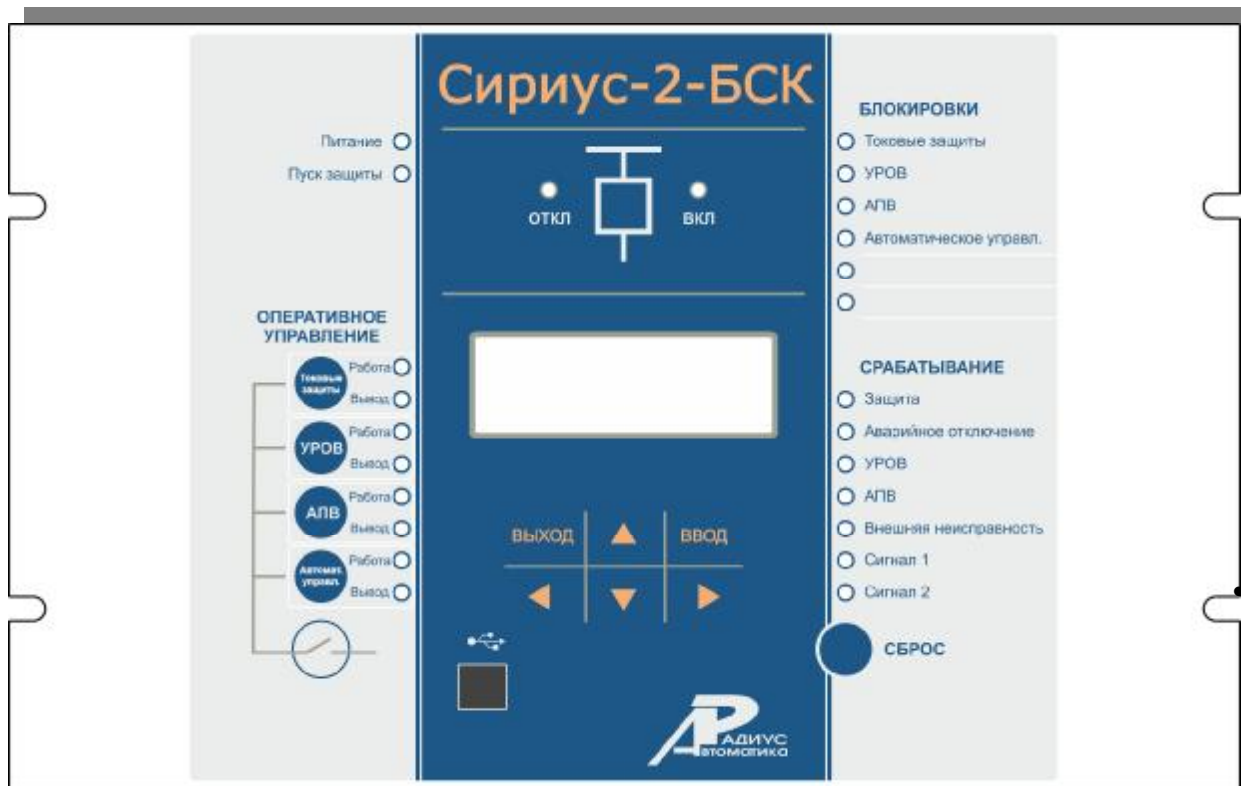 Сириус-2-БСК
Питание
Пуск защиты
ОТКЛ
ВКЛ
ОПЕРАТИВНОЕ
УПРАВЛЕНИЕ
Токовые
защиты
Работа
Вывод
УРОВ
Работа
Вывод
АПВ
Работа
Вывод
Автомат.
управл.
Работа
Вывод
ВЫХОД
ВВОД
РАДИУС
Автоматика
БЛОКИРОВКИ
Токовые защиты
УРОВ
АПВ
Автоматическое управл.
СРАБАТЫВАНИЕ
Защита
Аварийное отключение
УРОВ
АПВ
Внешняя неисправность
Сигнал 1
Сигнал 2
СБРОС